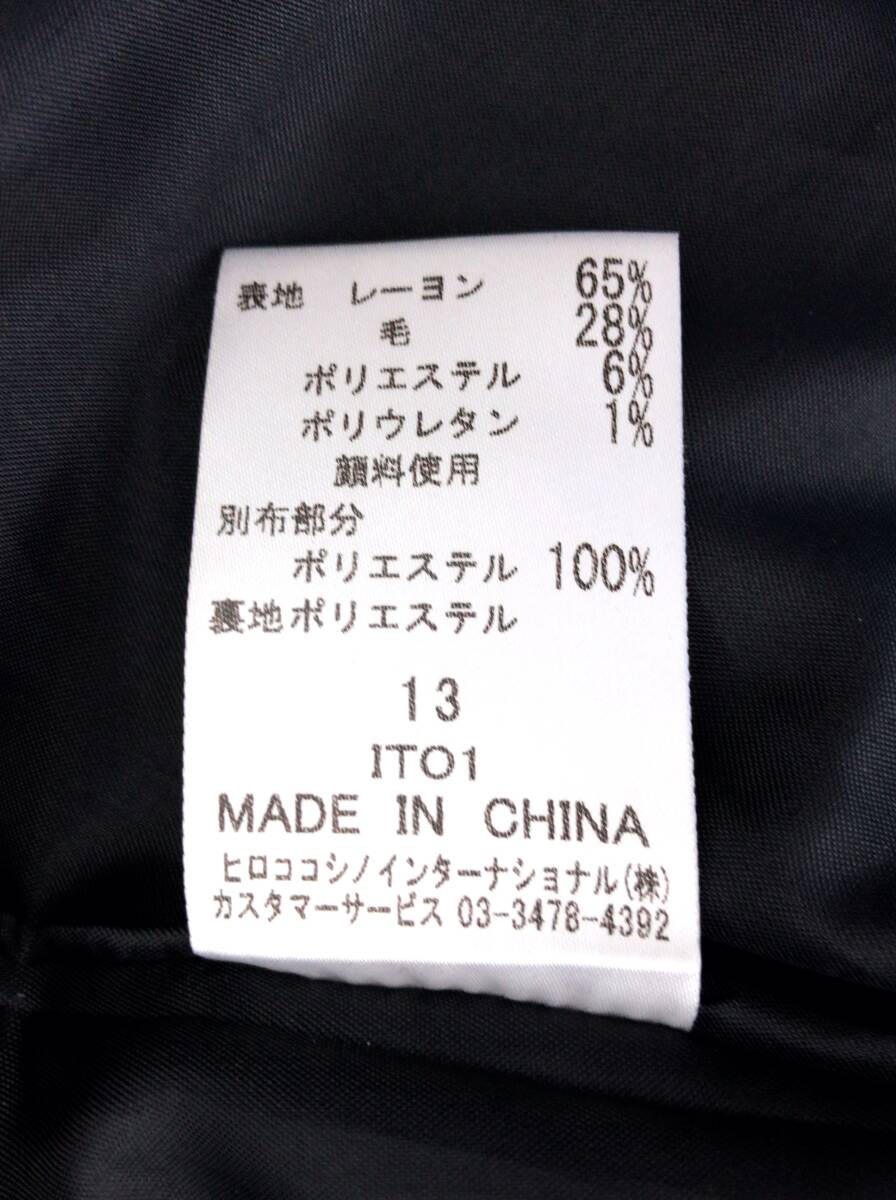 表地 レーヨン 65%
毛 28%
ポリエステル 6%
ポリウレタン 1%
顔料使用
別布部分
ポリエステル 100%
裏地ポリエステル
13
ITO1
MADE IN CHINA
ヒロココシノインターナショナル(株)
カスタマーサービス 03-3478-4392